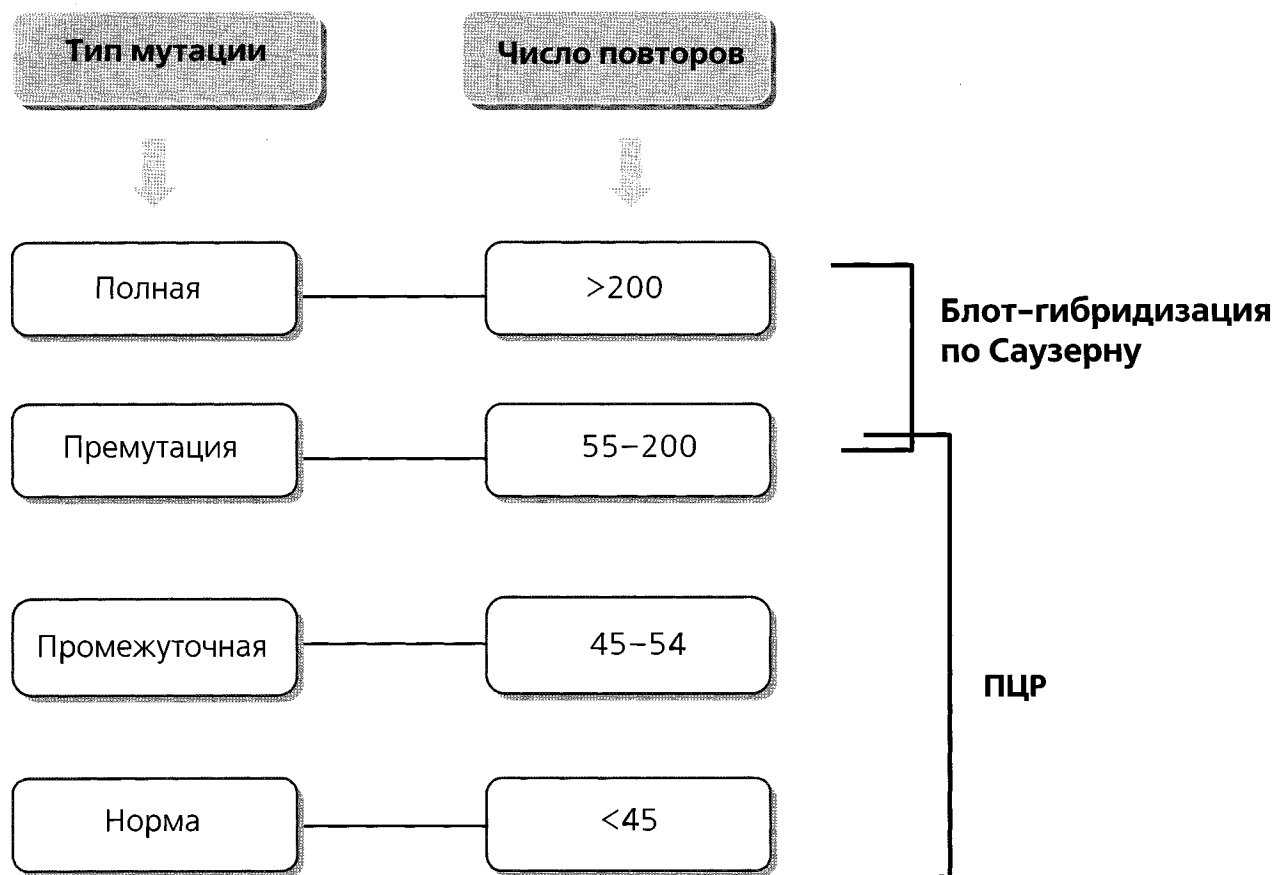 Тип мутации
Число повторов
Полная
>200
Блот-гибридизация
по Саузерну
Премутация
55-200
Промежуточная
45-54
ПЦР
Норма
<45